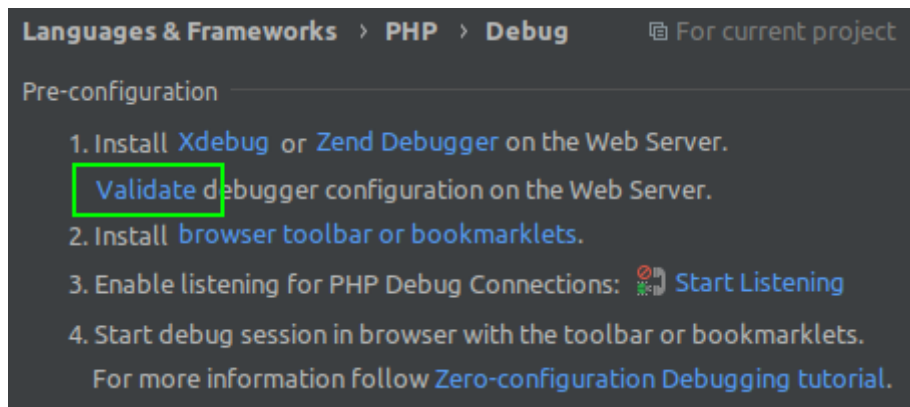 Languages & Frameworks > PHP > Debug For current project
Pre-configuration
1. Install Xdebug or Zend Debugger on the Web Server.
Validate debugger configuration on the Web Server.
2. Install browser toolbar or bookmarklets.
3. Enable listening for PHP Debug Connections: Start Listening
4. Start debug session in browser with the toolbar or bookmarklets.
For more information follow Zero-configuration Debugging tutorial.